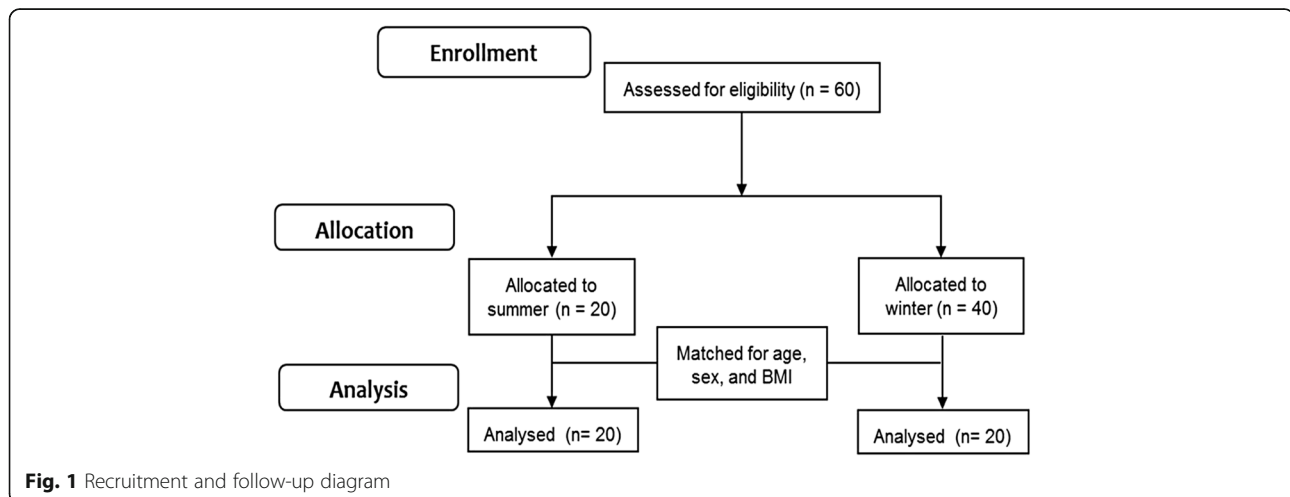 Enrollment
Assessed for eligibility (n = 60)
Allocation
Allocated to
summer (n = 20)
Allocated to
winter (n = 40)
Matched for age,
sex, and BMI
Analysis
Analysed (n= 20)
Analysed (n= 20)
Fig. 1 Recruitment and follow-up diagram